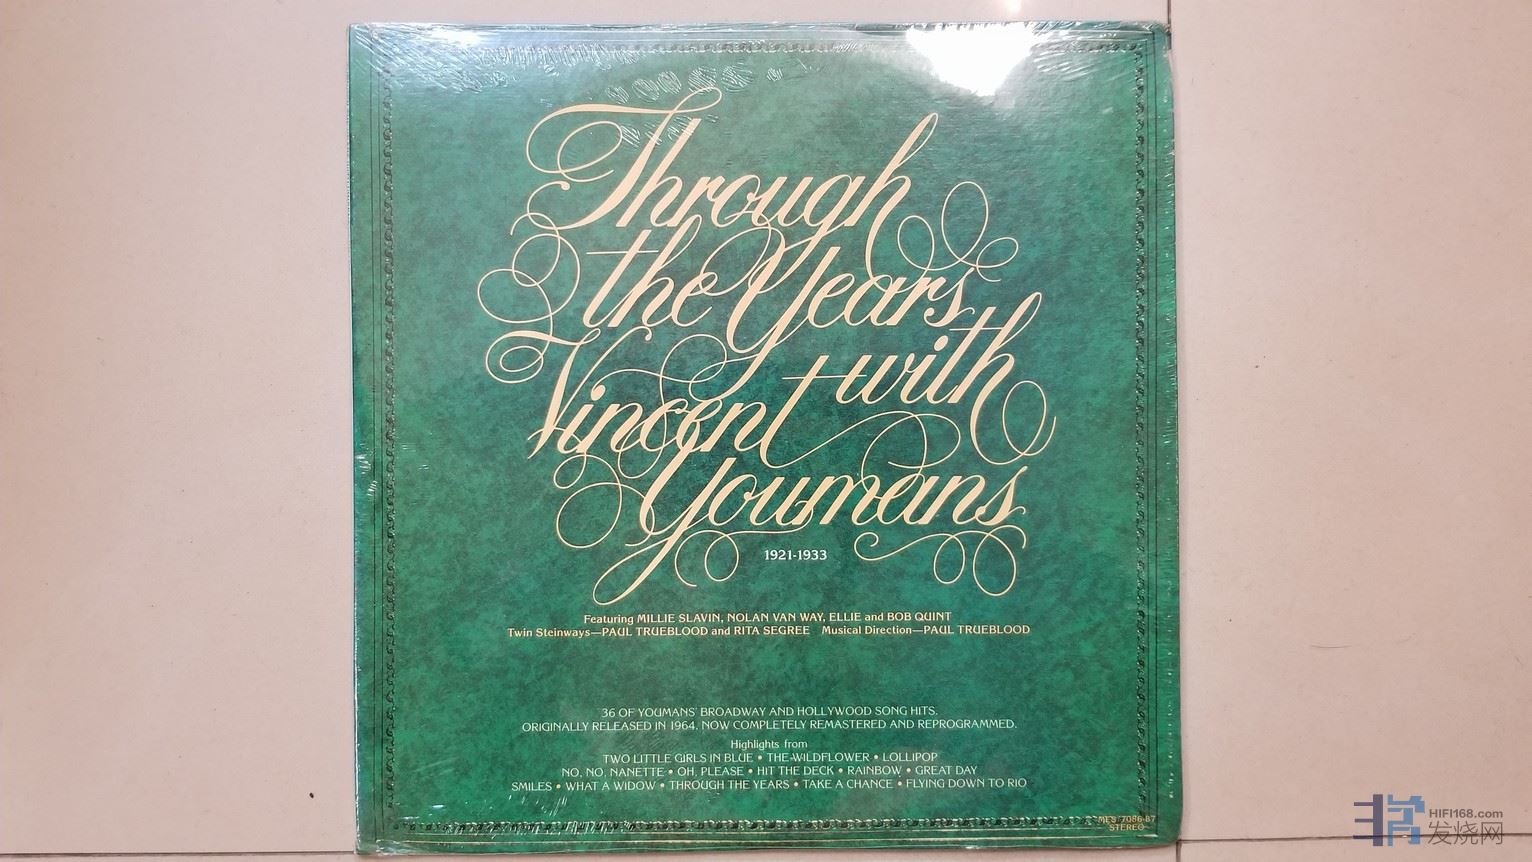 Through
the Years
with
Vincent
Youmans
1921-1933
Featuring MILLIE SLAVIN, NOLAN VAN WAY, ELLIE and BOB QUINT
Twin Steinways—PAUL TRUEBLOOD and RITA SEGREE Musical Direction—PAUL TRUEBLOOD
36 OF YOUMANS' BROADWAY AND HOLLYWOOD SONG HITS.
ORIGINALLY RELEASED IN 1964. NOW COMPLETELY REMASTERED AND REPROGRAMMED.
Highlights from
TWO LITTLE GIRLS IN BLUE • THE WILDFLOWER • LOLLIPOP
NO, NO, NANETTE • OH, PLEASE • HIT THE DECK • RAINBOW • GREAT DAY
SMILES • WHAT A WIDOW • THROUGH THE YEARS • TAKE A CHANCE • FLYING DOWN TO RIO
MES 7086-87
STEREO
HIFI168.com
发烧网